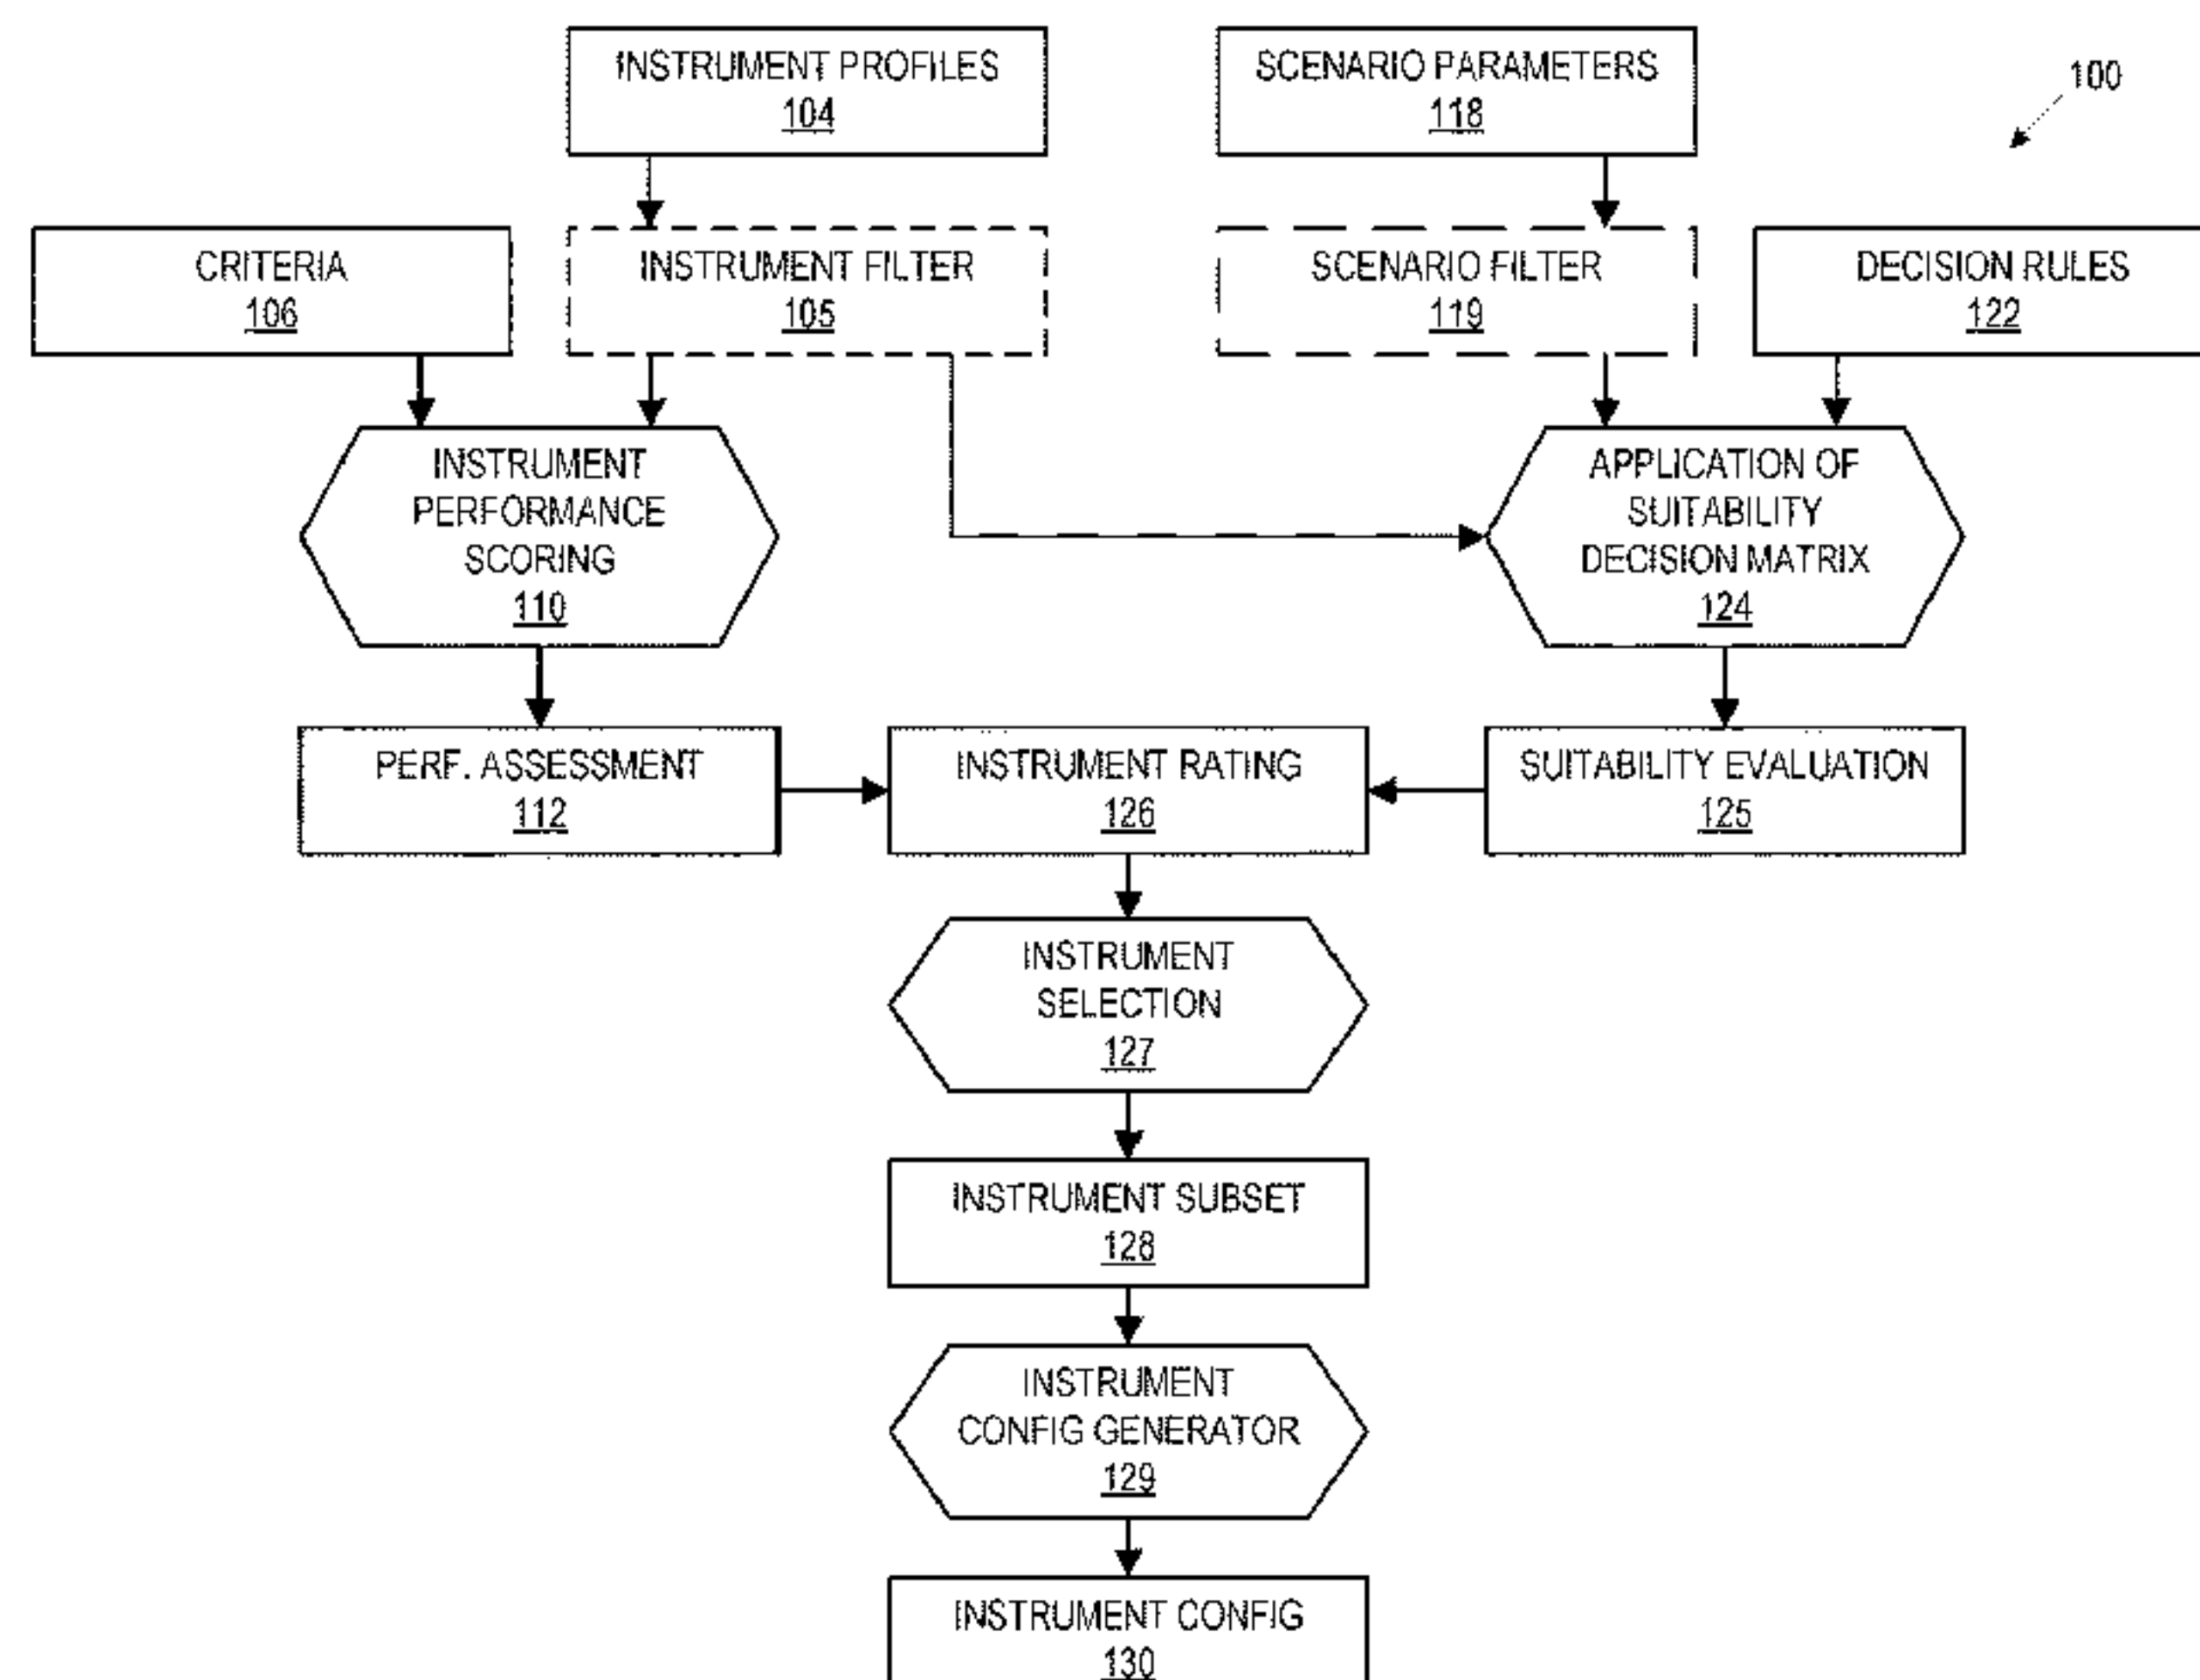 INSTRUMENT PROFILES
104
SCENARIO PARAMETERS
118
100
CRITERIA
106
INSTRUMENT FILTER
105
SCENARIO FILTER
119
DECISION RULES
122
INSTRUMENT
PERFORMANCE
SCORING
110
APPLICATION OF
SUITABILITY
DECISION MATRIX
124
PERF. ASSESSMENT
112
INSTRUMENT RATING
126
SUITABILITY EVALUATION
125
INSTRUMENT
SELECTION
127
INSTRUMENT SUBSET
128
INSTRUMENT
CONFIG GENERATOR
129
INSTRUMENT CONFIG
130